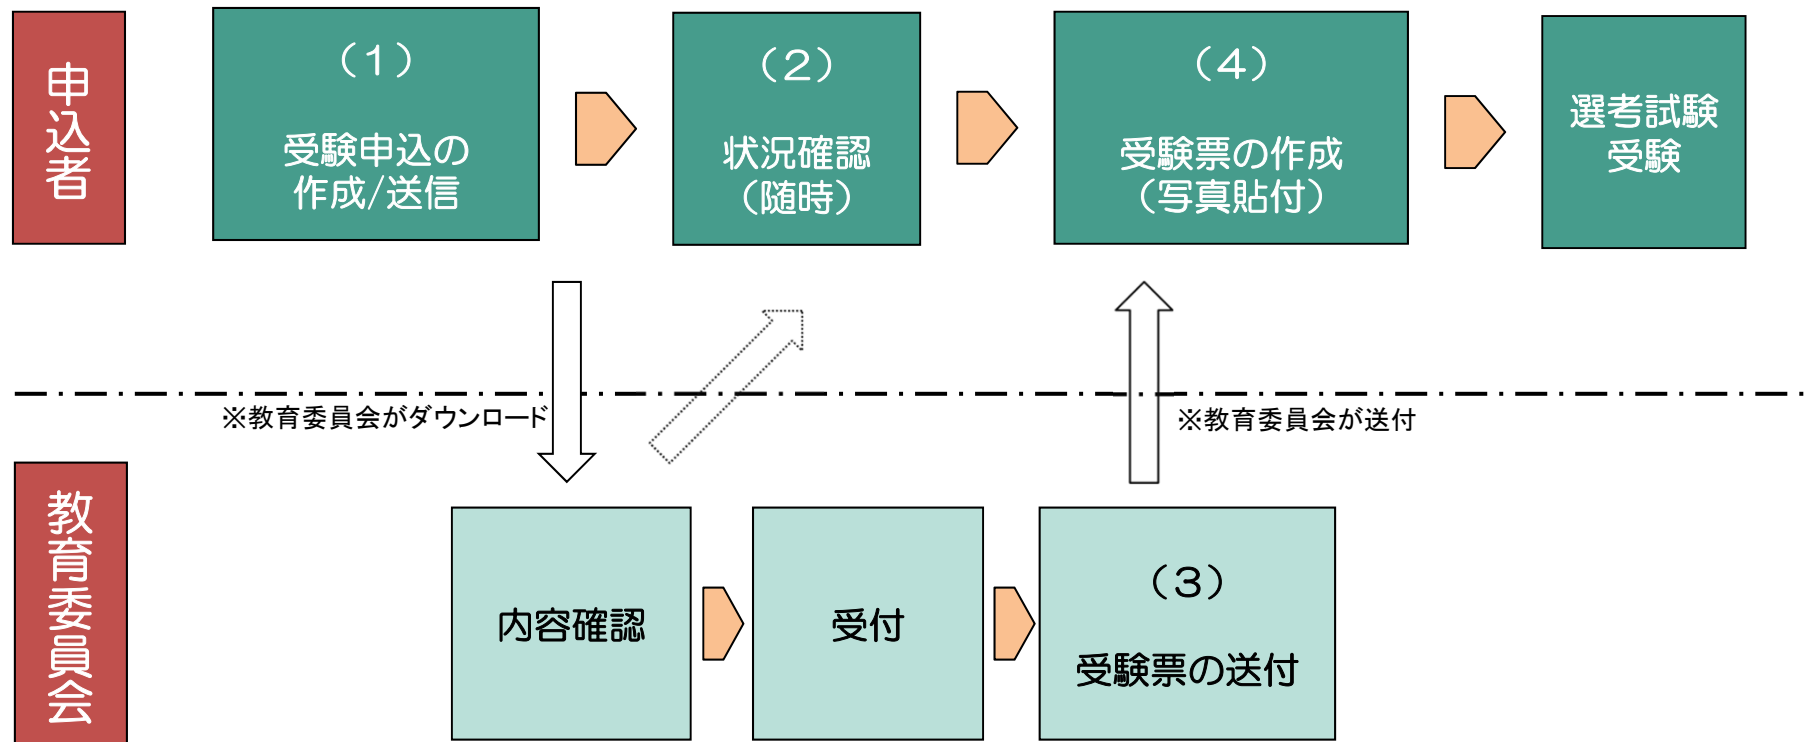 申込者
（１）
受験申込の
作成/送信
（２）
状況確認
（随時）
（４）
受験票の作成
（写真貼付）
選考試験
受験
※教育委員会がダウンロード
※教育委員会が送付
教育委員会
内容確認
受付
（３）
受験票の送付